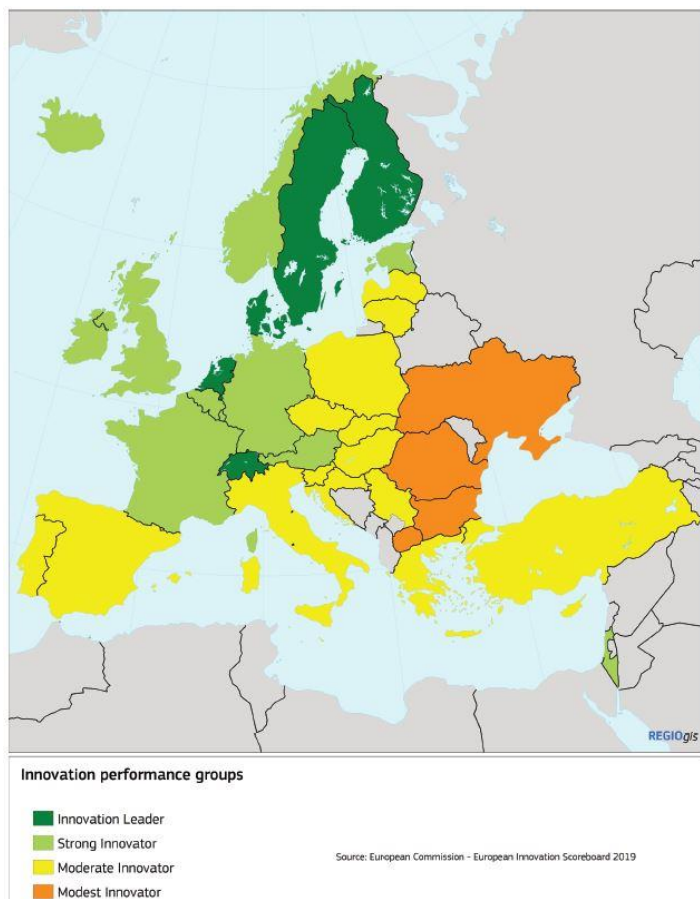 REGIOgis
Innovation performance groups
Innovation Leader
Strong Innovator
Moderate Innovator
Modest Innovator
Source: European Commission - European Innovation Scoreboard 2019